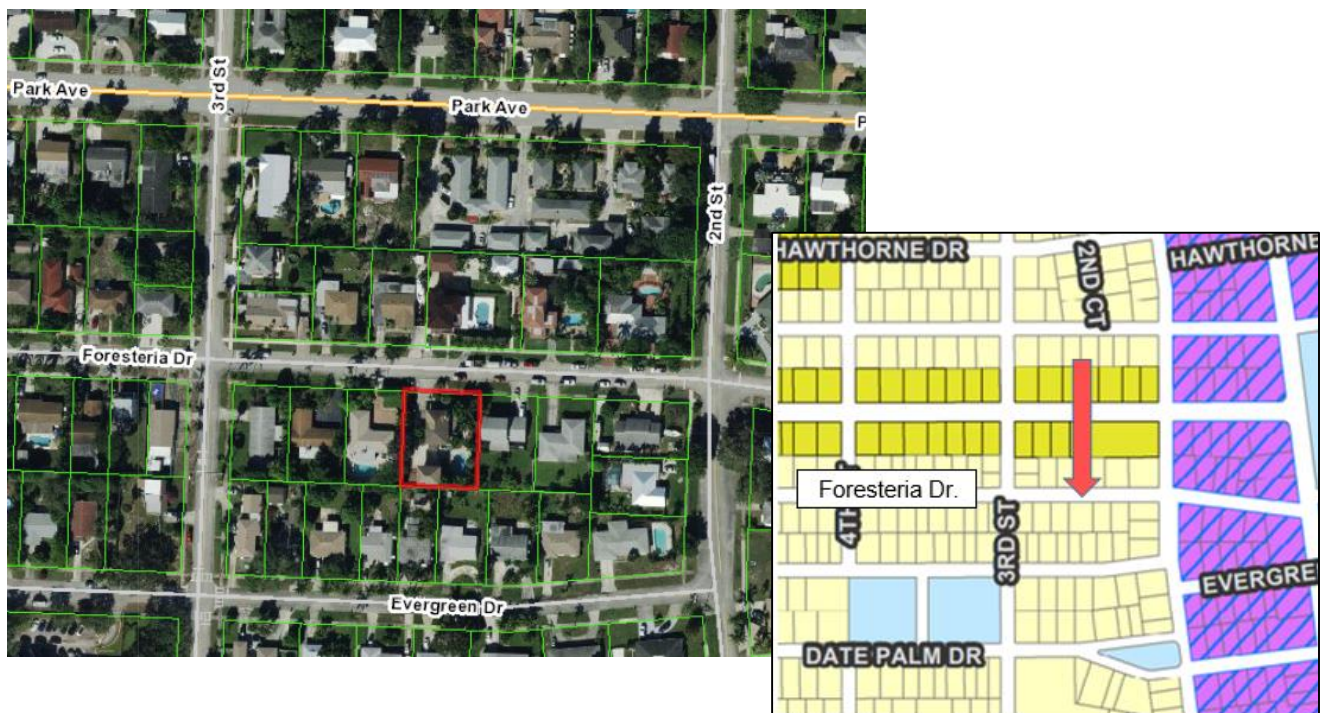 Park Ave
3rd St
Park Ave
P
2nd St
Foresteria Dr
Evergreen Dr
HAWTHORNE DR
2ND CT
HAWTHORNE
Foresteria Dr.
4TH
3RD ST
EVERGRE
DATE PALM DR